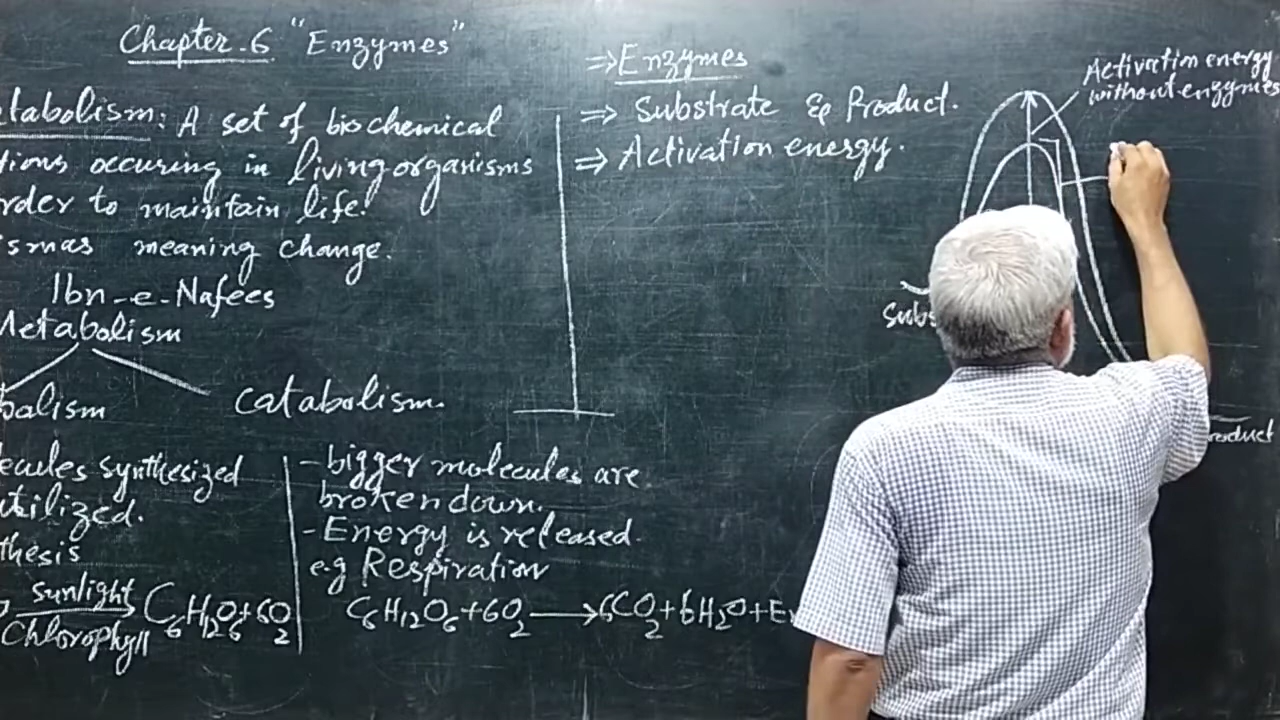 Chapter-6 "Enzymes"
tabolism: A set of biochemical
tions occuring in living organisms
rder to maintain life.
ismas meaning change.
Ibn-e-Nafees
Metabolism
balism catabolism.
ecules synthesized
utilized.
thesis
sunlight
C6H12O6+6O2
Chlorophyll
- bigger molecules are
broken down.
- Energy is released.
e.g Respiration
C6H12O6+6O2 → 6CO2+6H2O+E
⇒ Enzymes
⇒ Substrate & Product.
⇒ Activation energy.
Activation energy
without enzymes
Subs
roduct